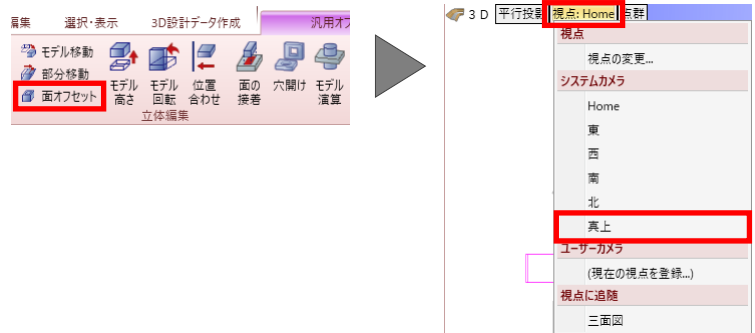 編集 選択・表示 3D設計データ作成 汎用オフ
モデル移動
部分移動
面オフセット
モデル高さ
モデル回転
位置合わせ
面の接着
穴開け
モデル演算
立体編集
3 D 平行投影 視点: Home 点群
視点
視点の変更...
システムカメラ
Home
東
西
南
北
真上
ユーザーカメラ
(現在の視点を登録...)
視点に追随
三面図